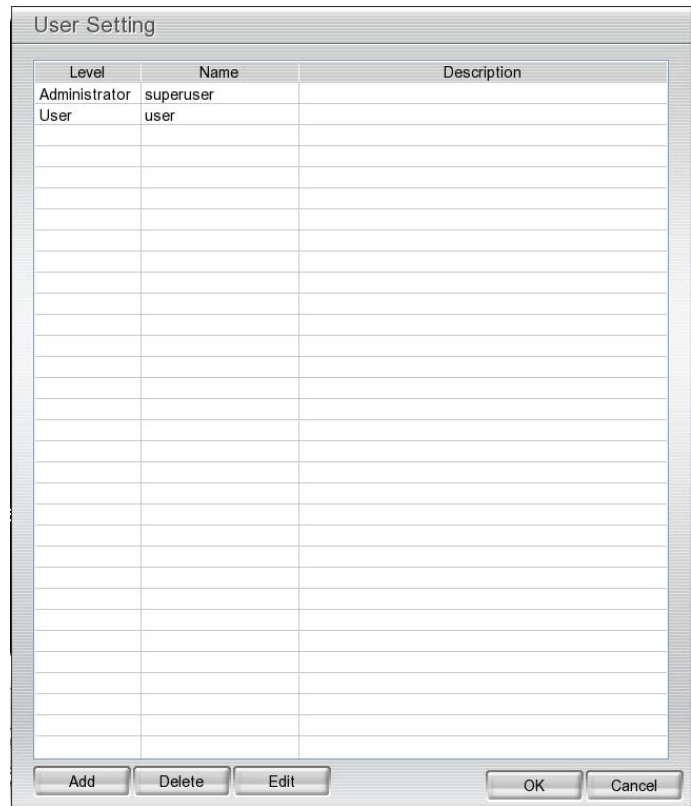 User Setting
Level Name Description
Administrator superuser
User user
Add Delete Edit OK Cancel